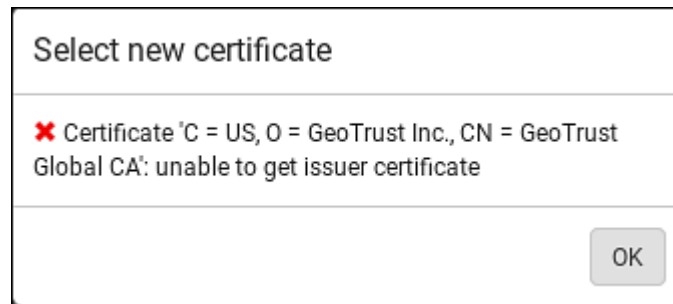 Select new certificate
✖ Certificate 'C = US, O = GeoTrust Inc., CN = GeoTrust
Global CA': unable to get issuer certificate
OK